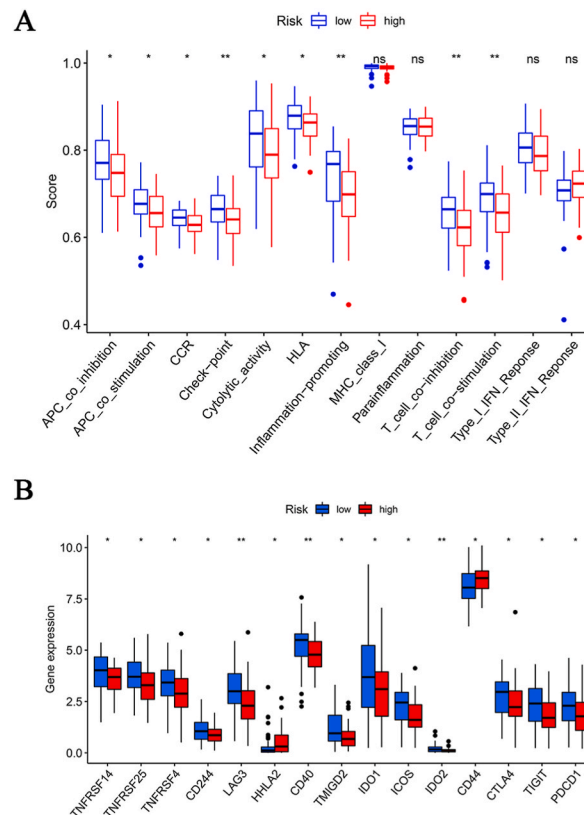 A
Risk low high
* * * ** * * ** ns ns ** ** ns ns
1.0
0.8
0.6
0.4
Score
APC_co_inhibition
APC_co_stimulation
CCR
Check-point
Cytolytic_activity
HLA
Inflammation-promoting
MHC_class_I
Parainflammation
T_cell_co-inhibition
T_cell_co-stimulation
Type_I_IFN_Reponse
Type_II_IFN_Reponse
B
Risk low high
* * * * ** * ** * * * ** * * * *
10.0
7.5
5.0
2.5
0.0
Gene expression
TNFRSF14
TNFRSF25
TNFRSF4
CD244
LAG3
HHLA2
CD40
TMIGD2
IDO1
ICOS
IDO2
CD44
CTLA4
TIGIT
PDCD1